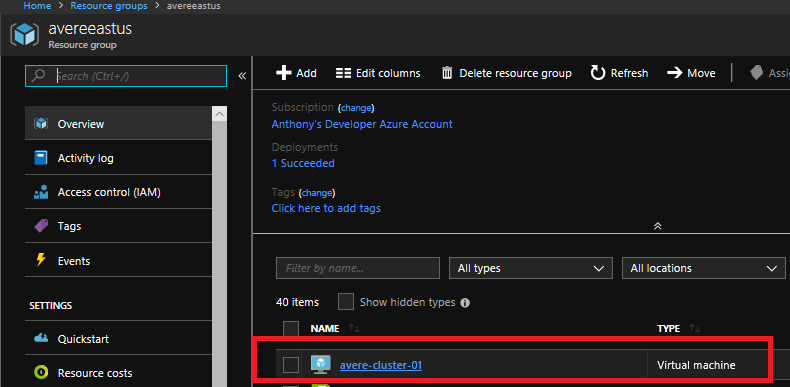 Home > Resource groups > avereeastus
avereeastus
Resource group
Search (Ctrl+/)
Overview
Activity log
Access control (IAM)
Tags
Events
SETTINGS
Quickstart
Resource costs
Add Edit columns Delete resource group Refresh Move
Subscription (change)
Anthony's Developer Azure Account
Deployments
1 Succeeded
Tags (change)
Click here to add tags
Filter by name... All types All locations
40 items Show hidden types
NAME TYPE
avere-cluster-01 Virtual machine